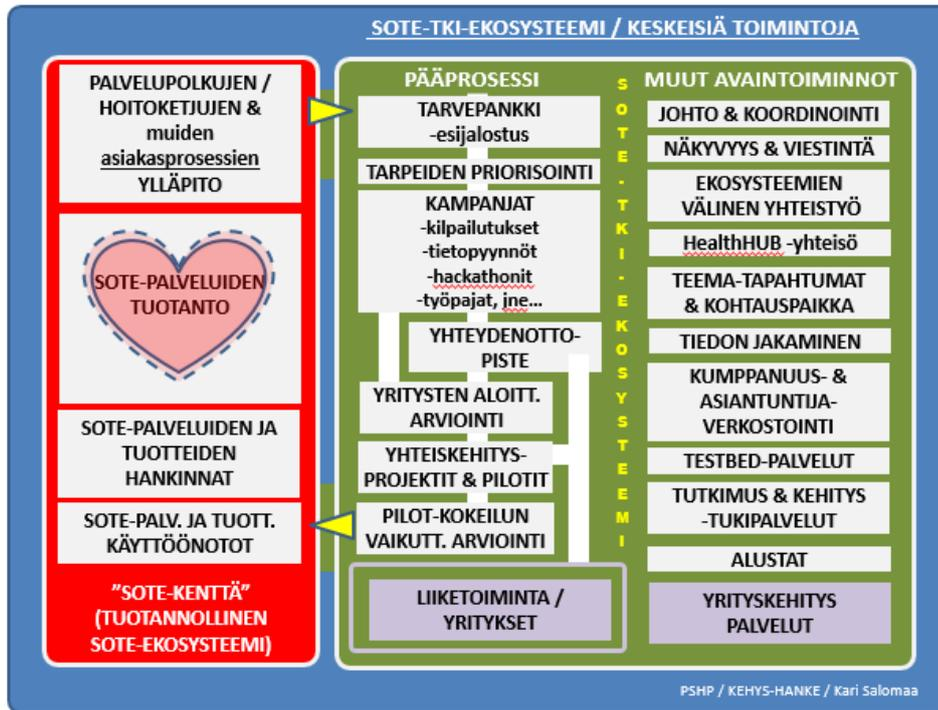 SOTE-TKI-EKOSYSTEEMI / KESKEISIÄ TOIMINTOJA
PALVELUPOLKUJEN /
HOITOKETJUJEN &
muiden
asiakasprosessien
YLLÄPITO
SOTE-PALVELUIDEN
TUOTANTO
SOTE-PALVELUIDEN JA
TUOTTEIDEN
HANKINNAT
SOTE-PALV. JA TUOTT.
KÄYTTÖÖNOTOT
”SOTE-KENTTÄ”
(TUOTANNOLLINEN
SOTE-EKOSYSTEEMI)
PÄÄPROSESSI
TARVEPANKKI
-esijalostus
TARPEIDEN PRIORISOINTI
KAMPANJAT
-kilpailutukset
-tietopyynnöt
-hackathonit
-työpajat, jne...
YHTEYDENOTTO-
PISTE
YRITYSTEN ALOITT.
ARVIOINTI
YHTEISKEHITYS-
PROJEKTIT & PILOTIT
PILOT-KOKEILUN
VAIKUTT. ARVIOINTI
LIIKETOIMINTA /
YRITYKSET
SOTE-TKI-EKOSYSTEEMI
MUUT AVAINTOIMINNOT
JOHTO & KOORDINOINTI
NÄKYVYYS & VIESTINTÄ
EKOSYSTEEMIEN
VÄLINEN YHTEISTYÖ
HealthHUB -yhteisö
TEEMA-TAPAHTUMAT
& KOHTAUSPAIKKA
TIEDON JAKAMINEN
KUMPPANUUS- &
ASIANTUNTIJA-
VERKOSTOINTI
TESTBED-PALVELUT
TUTKIMUS & KEHITYS
-TUKIPALVELUT
ALUSTAT
YRITYSKEHITYS
PALVELUT
PSHP / KEHYS-HANKE / Kari Salomaa